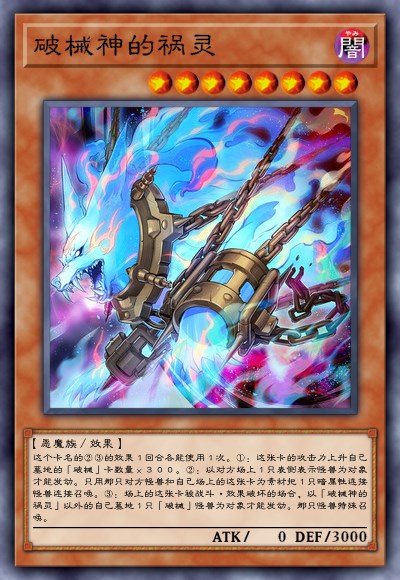 破械神的祸灵
やみ
闇
【恶魔族/效果】
这个卡名的②③的效果1回合各能使用1次。①:这张卡的攻击力上升自己
墓地的「破械」卡数量x300。②:以对方场上1只表侧表示怪兽为对象
才能发动。只用那只对方怪兽和自己场上的这张卡为素材把1只暗属性连接
怪兽连接召唤。③:场上的这张卡被战斗·效果破坏的场合,以「破械神的
祸灵」以外的自己墓地1只「破械」怪兽为对象才能发动。那只怪兽特殊召
唤。
ATK/ 0 DEF/3000